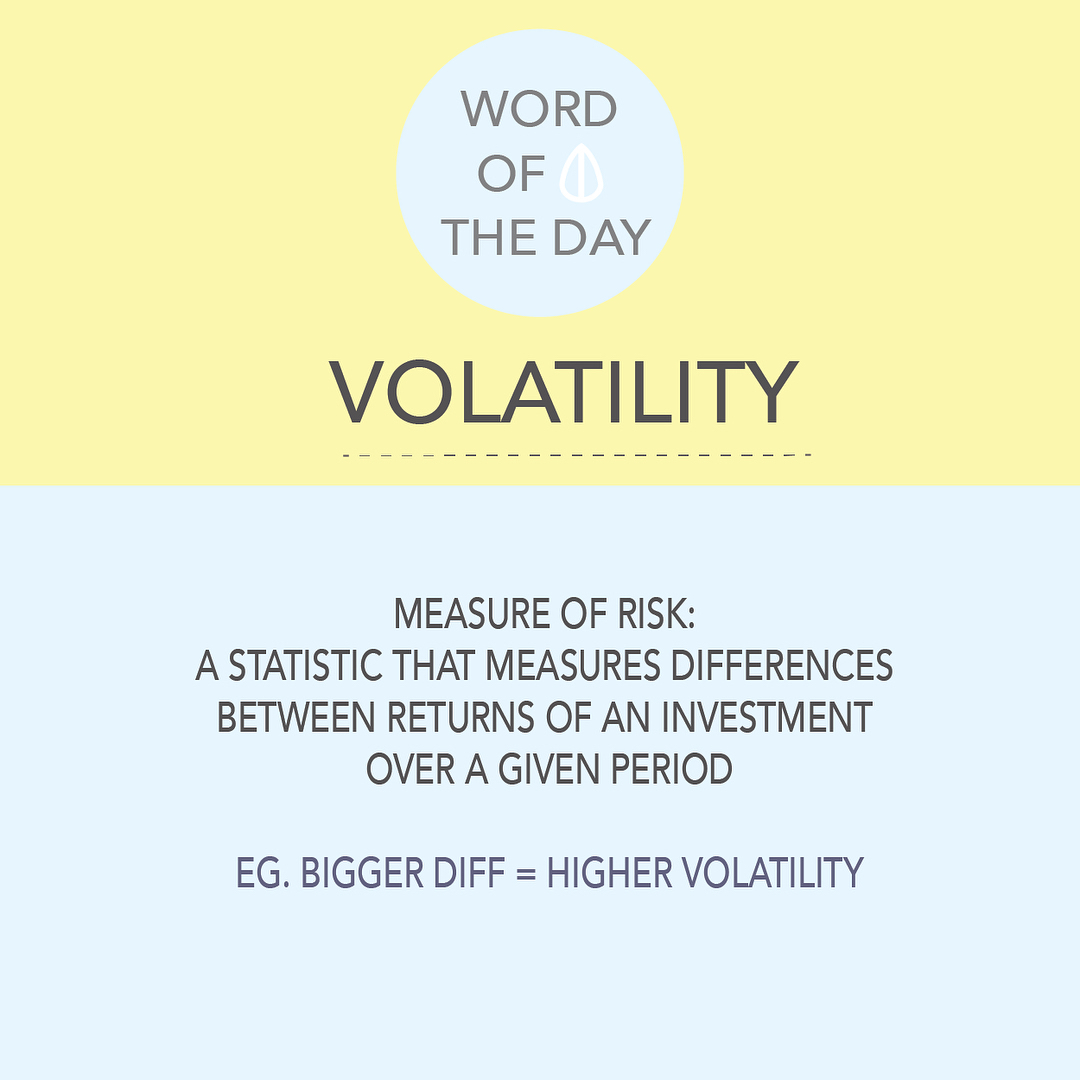 WORD
OF
THE DAY
VOLATILITY
MEASURE OF RISK:
A STATISTIC THAT MEASURES DIFFERENCES
BETWEEN RETURNS OF AN INVESTMENT
OVER A GIVEN PERIOD
EG. BIGGER DIFF = HIGHER VOLATILITY